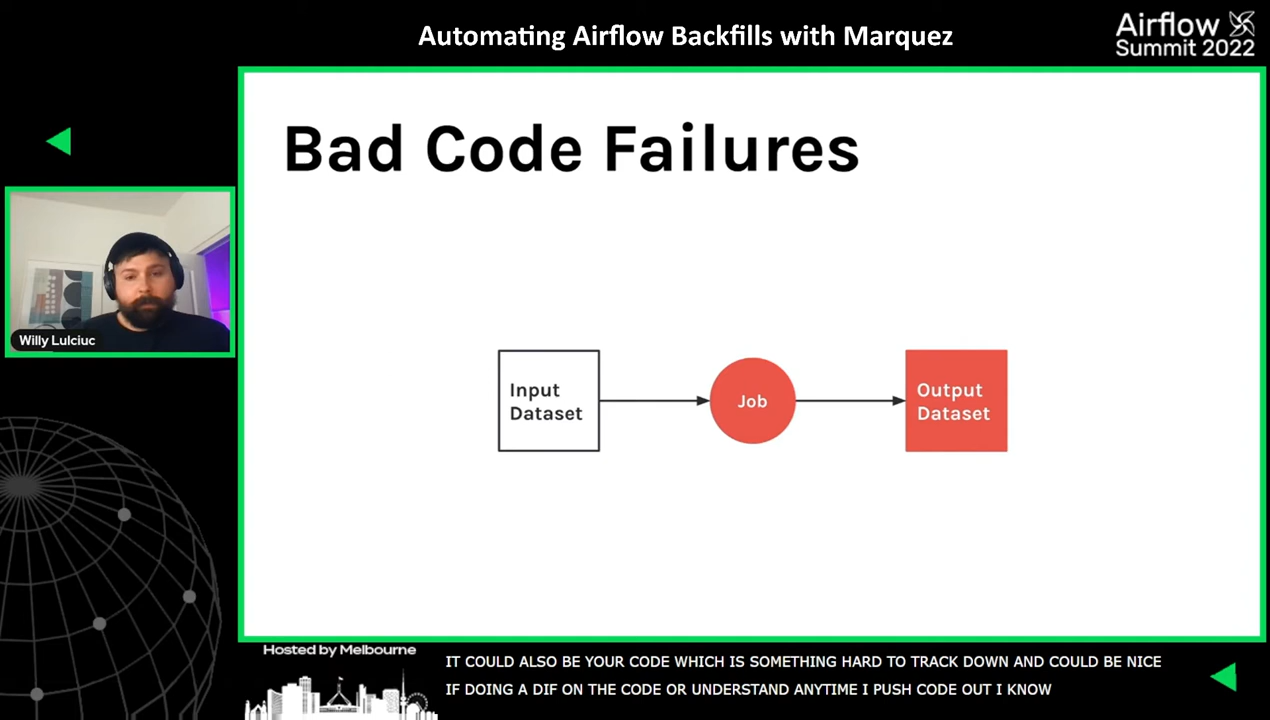 Automating Airflow Backfills with Marquez
Airflow
Summit 2022
Bad Code Failures
Willy Lulciuc
Input
Dataset
Job
Output
Dataset
Hosted by Melbourne
IT COULD ALSO BE YOUR CODE WHICH IS SOMETHING HARD TO TRACK DOWN AND COULD BE NICE
IF DOING A DIF ON THE CODE OR UNDERSTAND ANYTIME I PUSH CODE OUT I KNOW